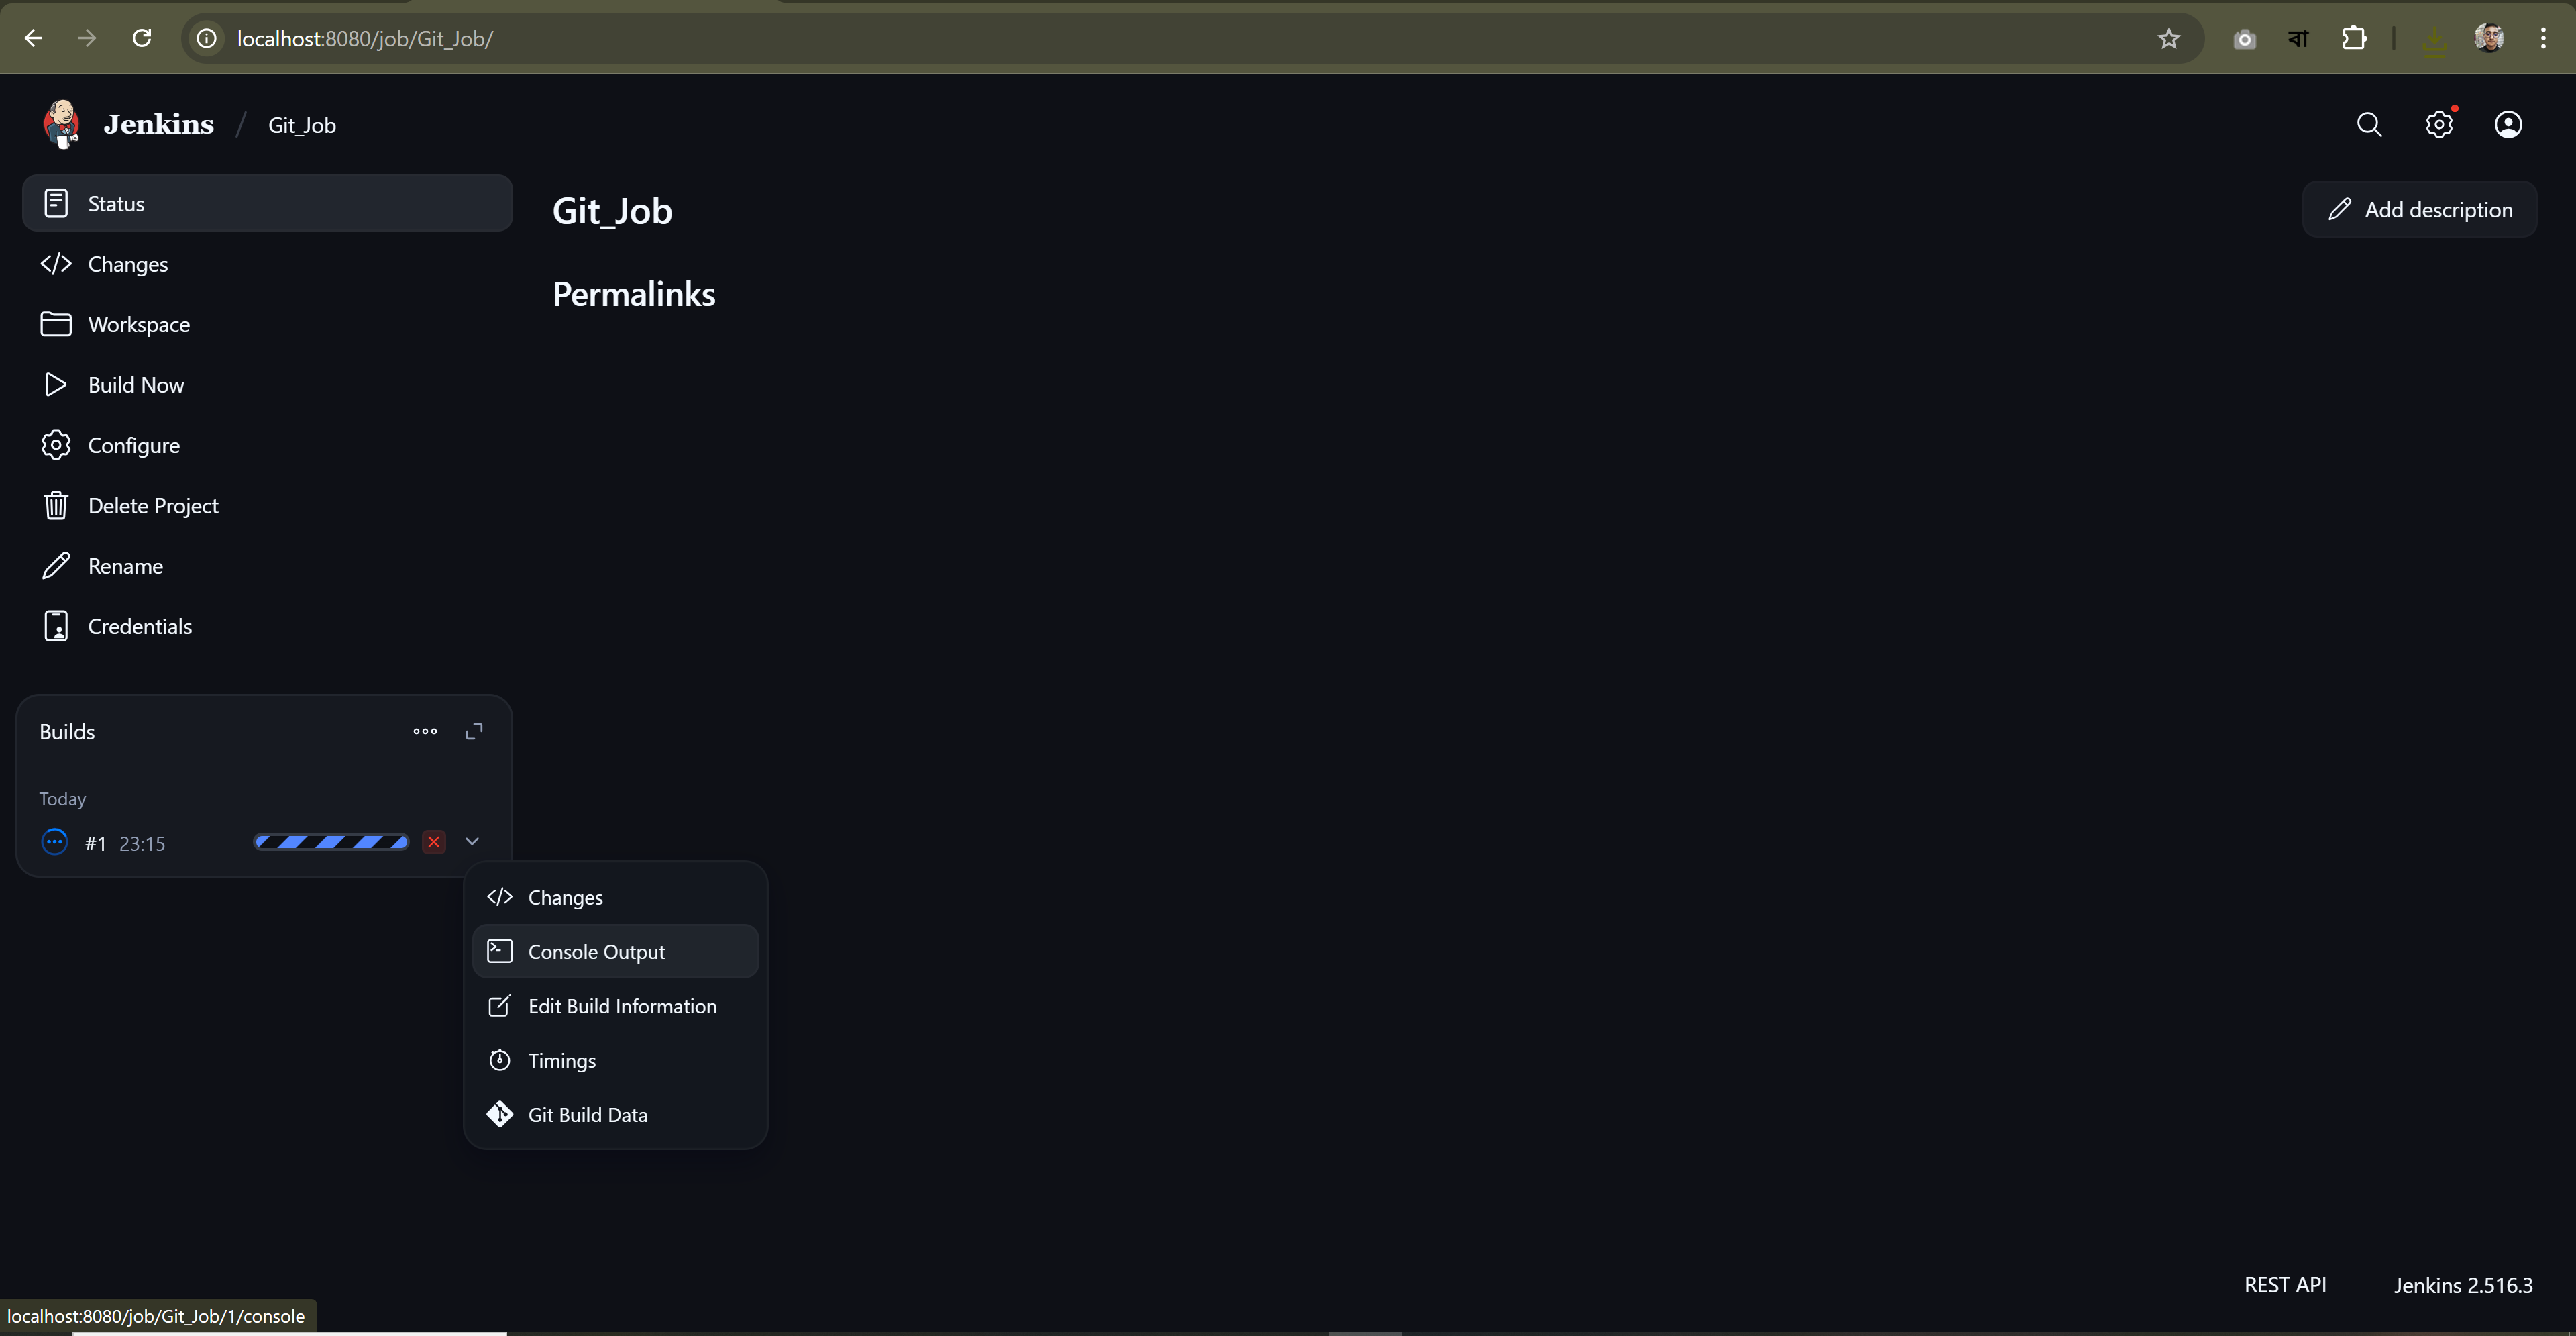 localhost:8080/job/Git_Job/
বা
Jenkins / Git_Job
Status
Changes
Workspace
Build Now
Configure
Delete Project
Rename
Credentials
Git_Job
Add description
Permalinks
Builds
Today
#1 23:15
Changes
Console Output
Edit Build Information
Timings
Git Build Data
REST API
Jenkins 2.516.3
localhost:8080/job/Git_Job/1/console